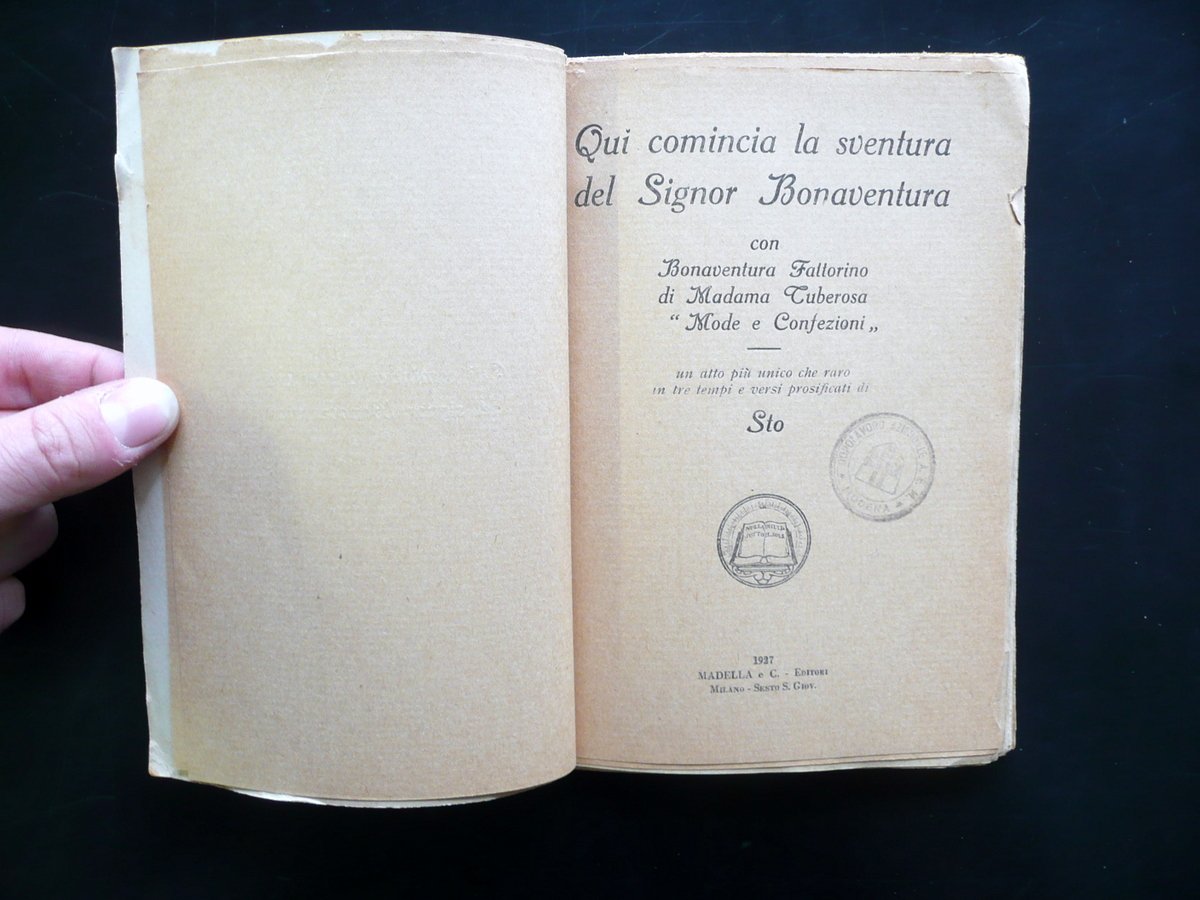 Qui comincia la sventura
del Signor Bonaventura
con
Bonaventura Fattorino
di Madama Tuberosa
“ Mode e Confezioni „
un atto più unico che raro
in tre tempi e versi prosificati di
Sto
1927
MADELLA e C. - Editori
Milano - Sesto S. Giov.